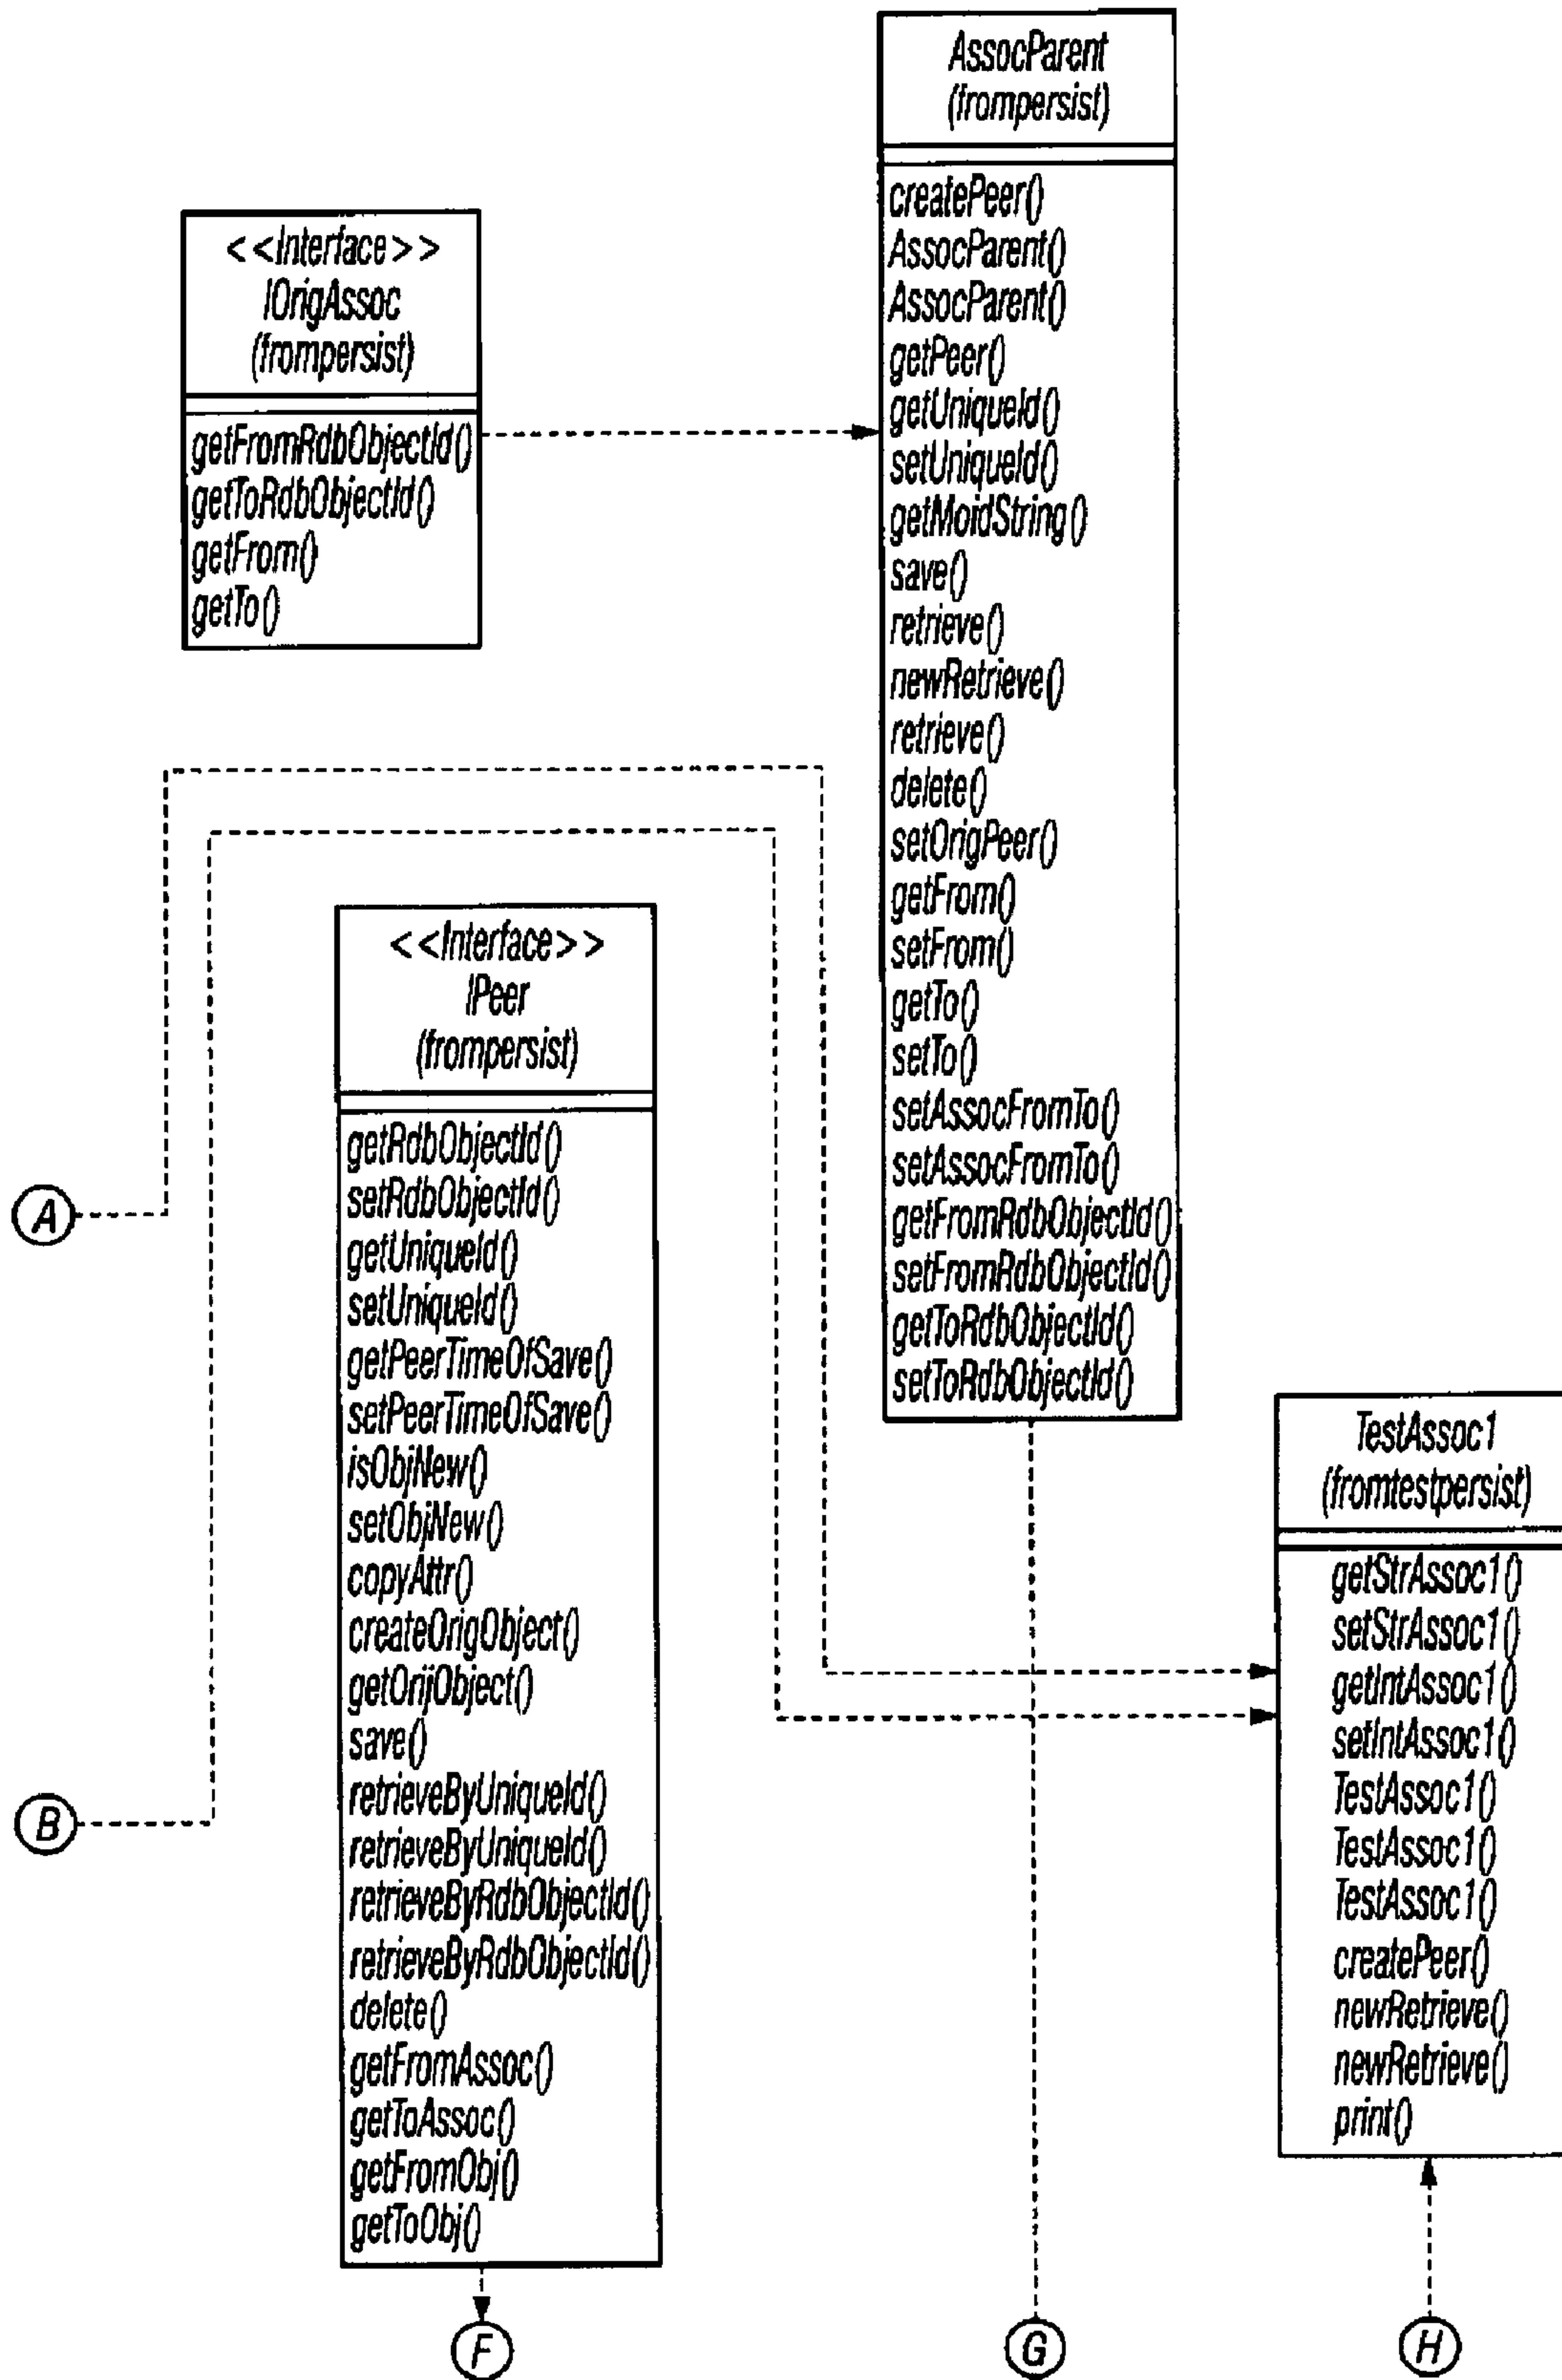 AssocParent
(frompersist)
createPeer()
AssocParent()
AssocParent()
getPeer()
getUniqueId()
setUniqueId()
getMoidString()
save()
retrieve()
newRetrieve()
retrieve()
delete()
setOrigPeer()
getFrom()
setFrom()
getTo()
setTo()
setAssocFromTo()
setAssocFromTo()
getFromRdbObjectId()
setFromRdbObjectId()
getToRdbObjectId()
setToRdbObjectId()
<<Interface>>
IOrigAssoc
(frompersist)
getFromRdbObjectId()
getToRdbObjectId()
getFrom()
getTo()
<<Interface>>
IPeer
(frompersist)
getRdbObjectId()
setRdbObjectId()
getUniqueId()
setUniqueId()
getPeerTimeOfSave()
setPeerTimeOfSave()
isObjNew()
setObjNew()
copyAttr()
createOrigObject()
getOrijObject()
save()
retrieveByUniqueId()
retrieveByUniqueId()
retrieveByRdbObjectId()
retrieveByRdbObjectId()
delete()
getFromAssoc()
getToAssoc()
getFromObj()
getToObj()
A
B
TestAssoc1
(fromtestpersist)
getStrAssoc1()
setStrAssoc1()
getIntAssoc1()
setIntAssoc1()
TestAssoc1()
TestAssoc1()
TestAssoc1()
createPeer()
newRetrieve()
newRetrieve()
print()
F
G
H